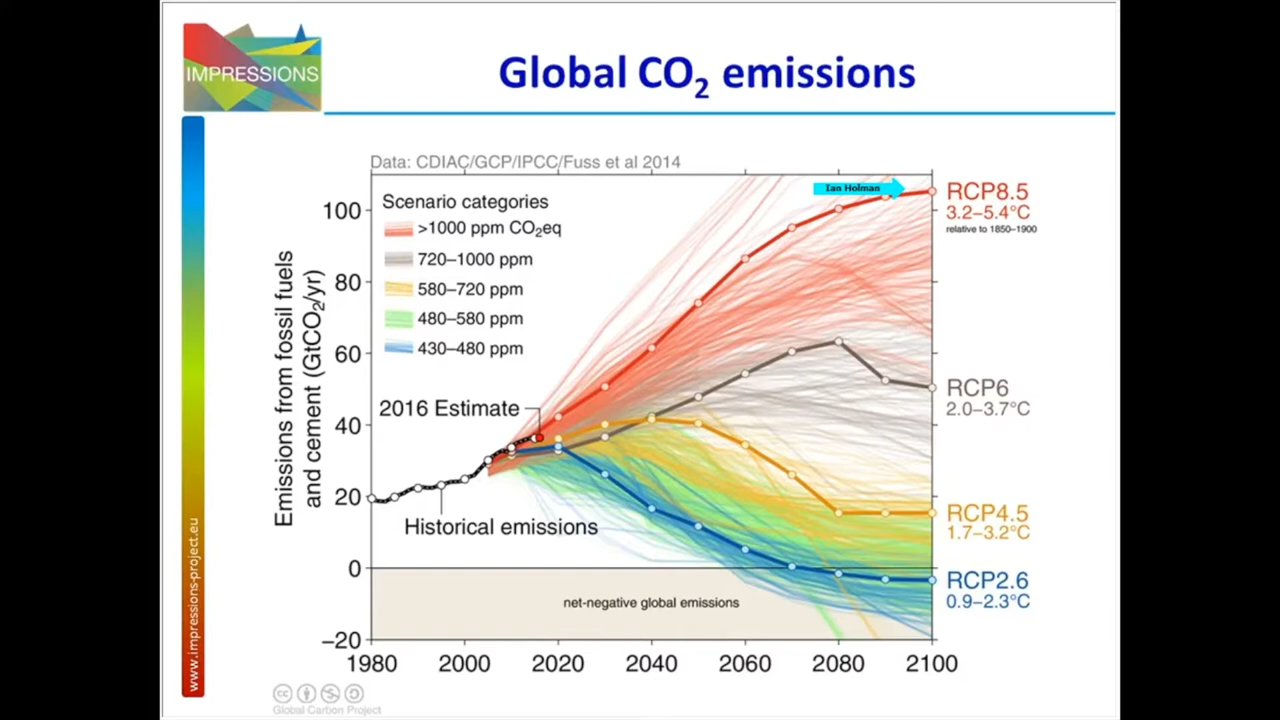 IMPRESSIONS
Global CO₂ emissions
Data: CDIAC/GCP/IPCC/Fuss et al 2014
Scenario categories
>1000 ppm CO₂eq
720–1000 ppm
580–720 ppm
480–580 ppm
430–480 ppm
Ian Holman
RCP8.5
3.2–5.4°C
relative to 1850–1900
RCP6
2.0–3.7°C
RCP4.5
1.7–3.2°C
RCP2.6
0.9–2.3°C
2016 Estimate
Historical emissions
net-negative global emissions
Emissions from fossil fuels
and cement (GtCO₂/yr)
100
80
60
40
20
0
−20
1980
2000
2020
2040
2060
2080
2100
www.impressions-project.eu
cc
Global Carbon Project